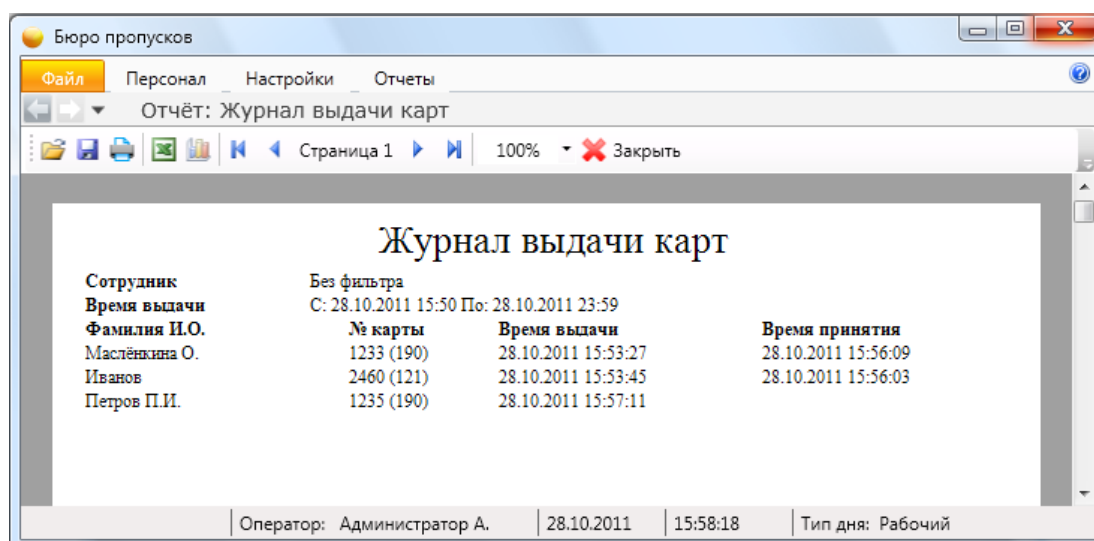 Бюро пропусков
Файл Персонал Настройки Отчеты
Отчёт: Журнал выдачи карт
Страница 1 100% Закрыть
Журнал выдачи карт
Сотрудник Без фильтра
Время выдачи С: 28.10.2011 15:50 По: 28.10.2011 23:59
Фамилия И.О. № карты Время выдачи Время принятия
Маслёнкина О. 1233 (190) 28.10.2011 15:53:27 28.10.2011 15:56:09
Иванов 2460 (121) 28.10.2011 15:53:45 28.10.2011 15:56:03
Петров П.И. 1235 (190) 28.10.2011 15:57:11
Оператор: Администратор А. 28.10.2011 15:58:18 Тип дня: Рабочий